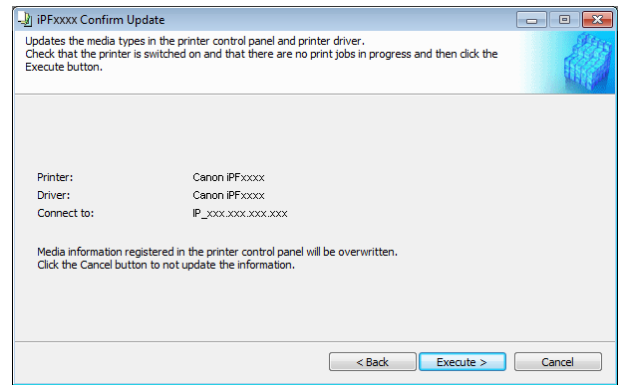 iPFxxxx Confirm Update
Updates the media types in the printer control panel and printer driver.
Check that the printer is switched on and that there are no print jobs in progress and then click the
Execute button.
Printer: Canon iPFxxxx
Driver: Canon iPFxxxx
Connect to: IP_xxx.xxx.xxx.xxx
Media information registered in the printer control panel will be overwritten.
Click the Cancel button to not update the information.
< Back Execute > Cancel